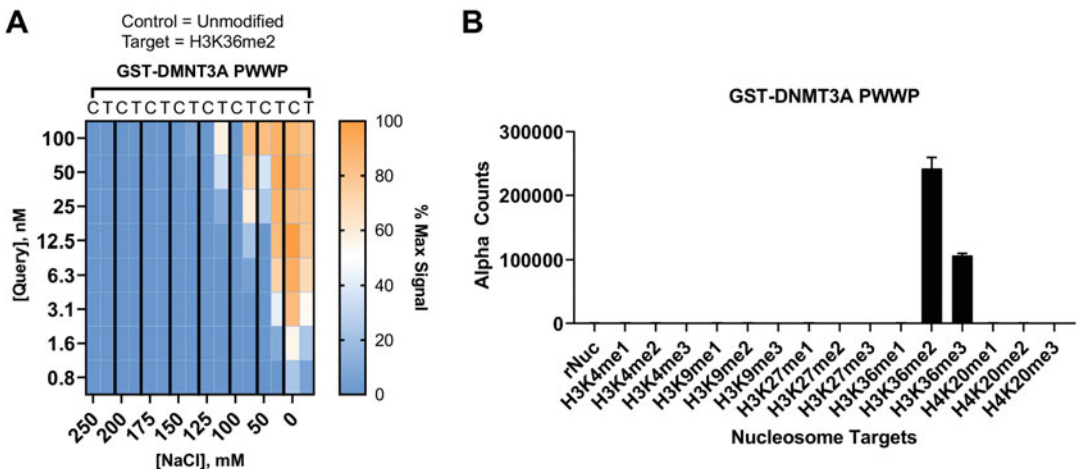 A
Control = Unmodified
Target = H3K36me2
GST-DMNT3A PWWP
C T C T C T C T C T C T C T C T
100
50
25
12.5
6.3
3.1
1.6
0.8
[Query], nM
250 200 175 150 125 100 50 0
[NaCl], mM
100
80
60
40
20
0
% Max Signal
B
GST-DNMT3A PWWP
300000
200000
100000
0
Alpha Counts
rNuc
H3K4me1
H3K4me2
H3K4me3
H3K9me1
H3K9me2
H3K9me3
H3K27me1
H3K27me2
H3K27me3
H3K36me1
H3K36me2
H3K36me3
H4K20me1
H4K20me2
H4K20me3
Nucleosome Targets